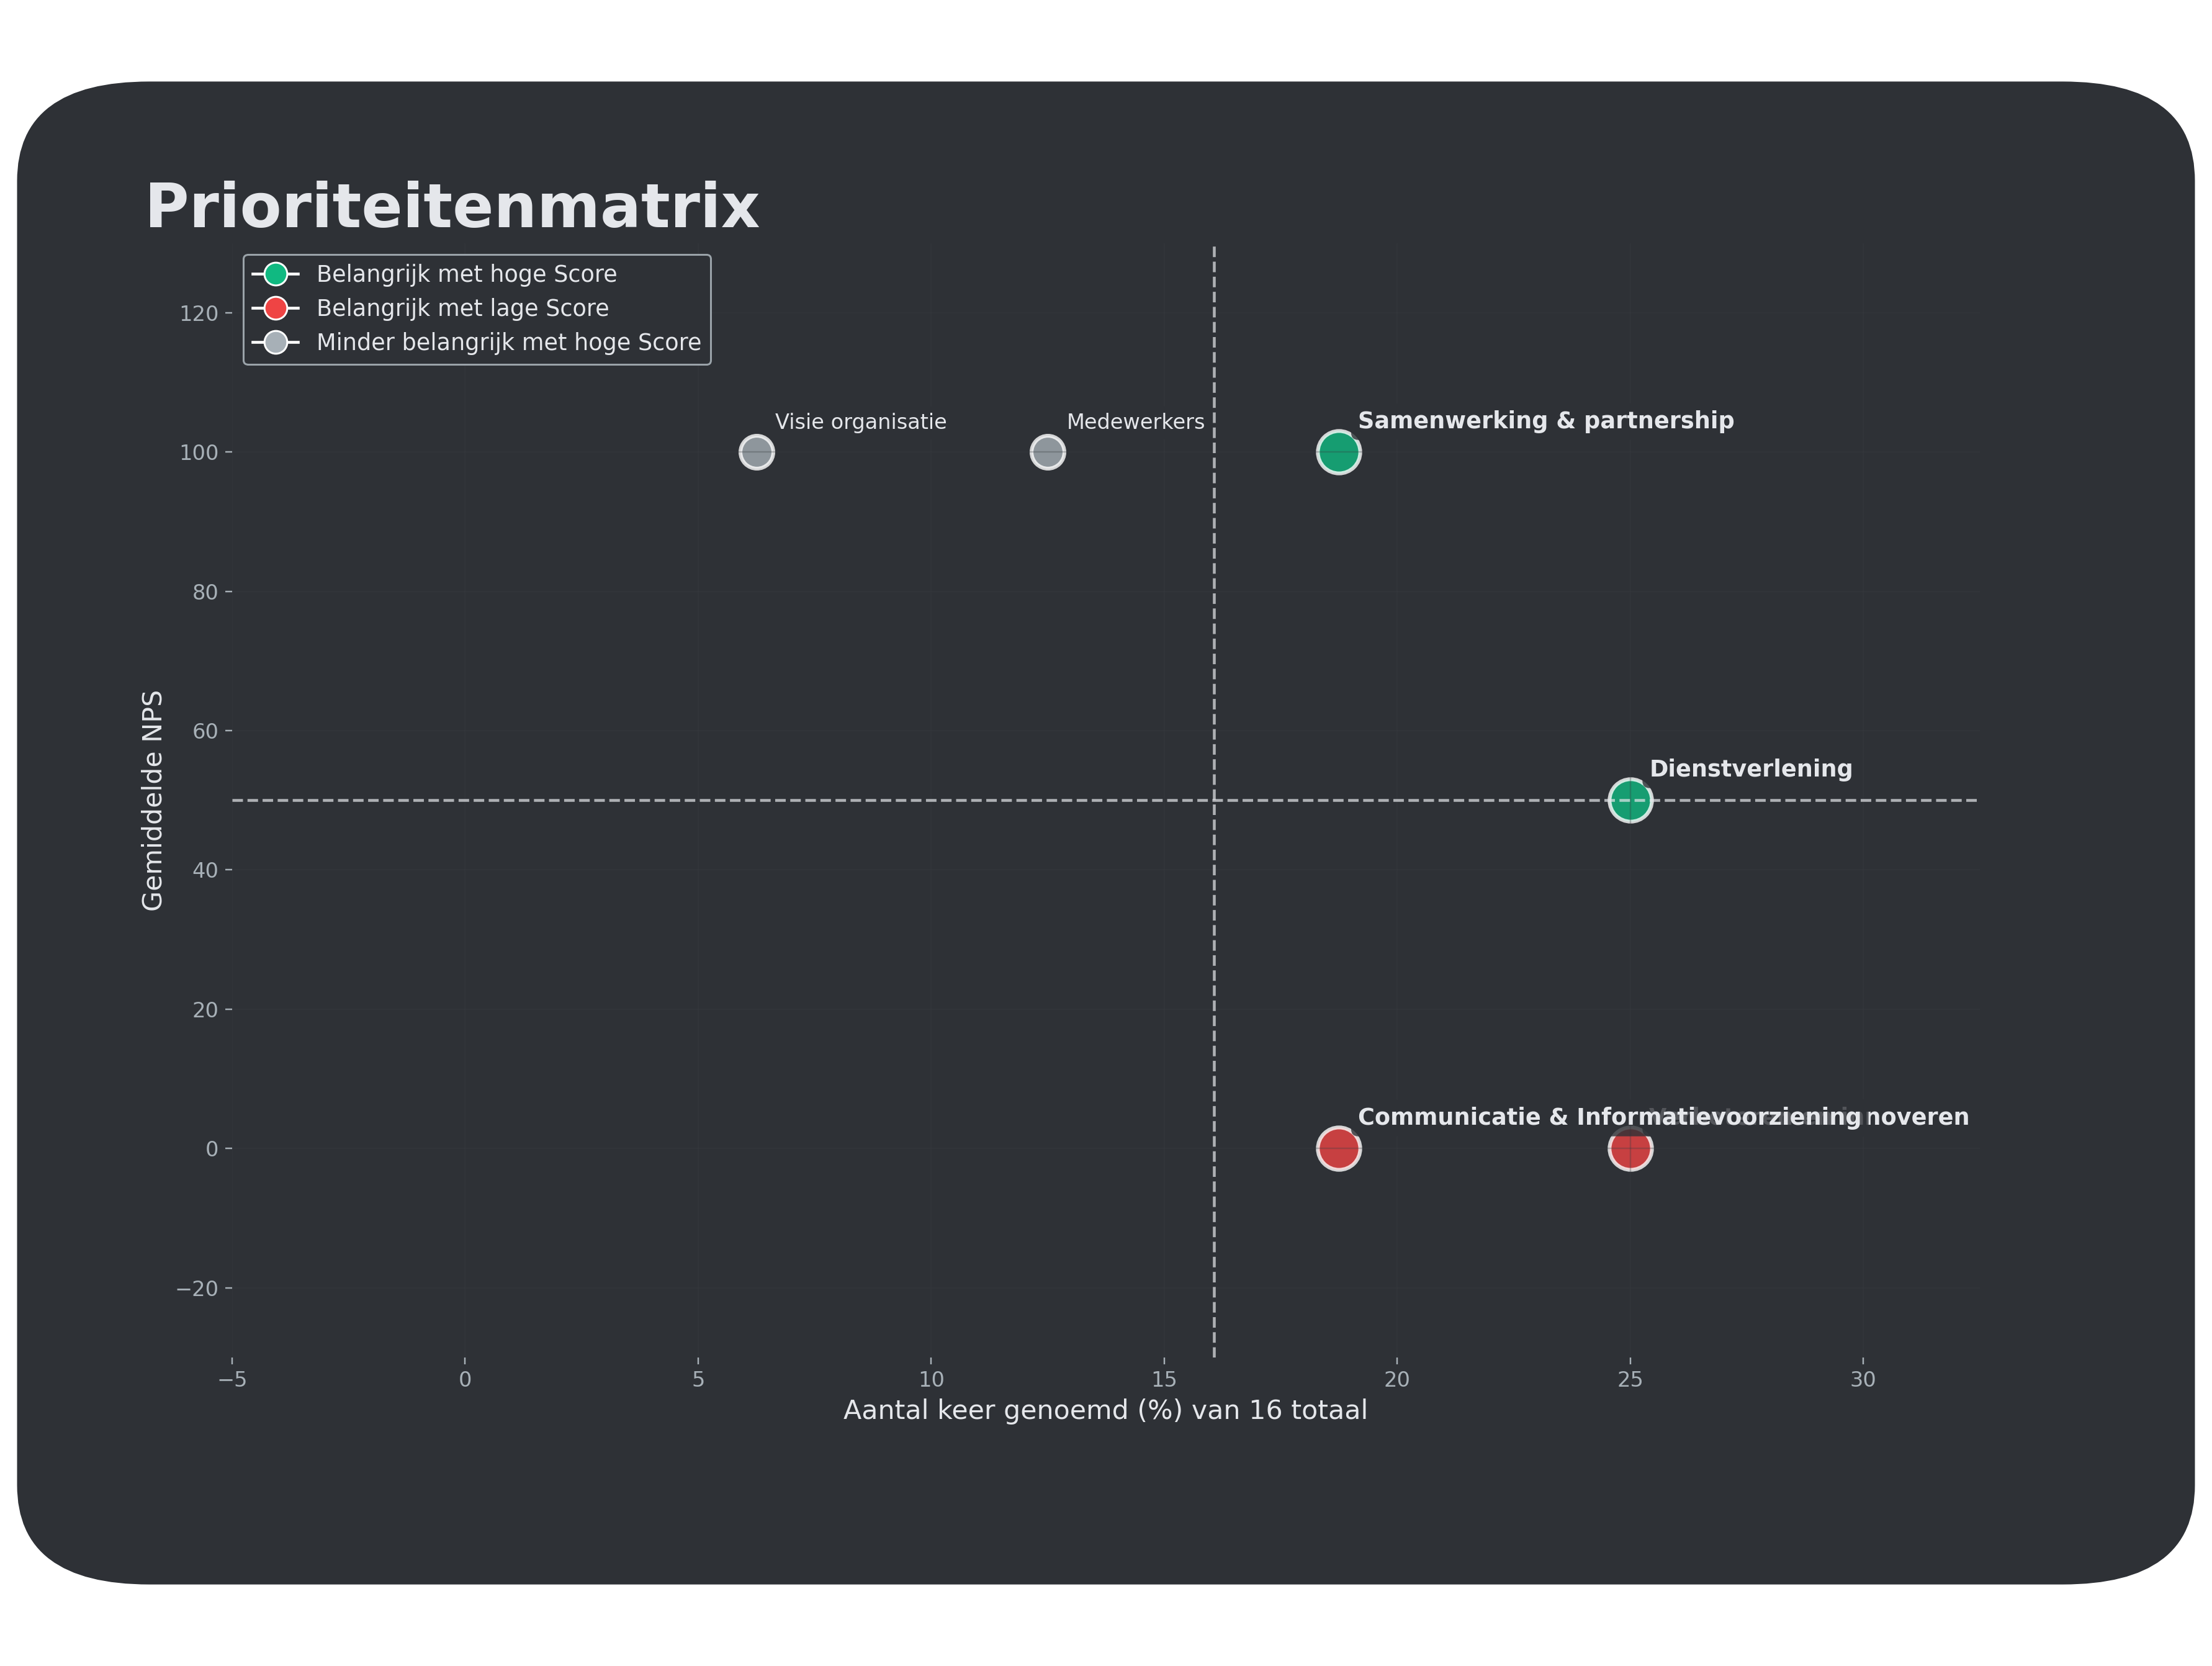 Prioriteitenmatrix
Belangrijk met hoge Score
Belangrijk met lage Score
Minder belangrijk met hoge Score
120
100
80
60
40
20
0
−20
Gemiddelde NPS
Visie organisatie
Medewerkers
Samenwerking & partnership
Dienstverlening
Communicatie & Informatievoorziening
noveren
−5
0
5
10
15
20
25
30
Aantal keer genoemd (%) van 16 totaal